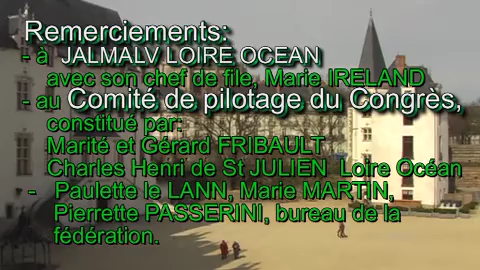 Remerciements:
- à JALMALV LOIRE OCEAN
avec son chef de file, Marie IRELAND
- au Comité de pilotage du Congrès,
constitué par:
Marité et Gérard FRIBAULT
Charles Henri de St JULIEN Loire Océan
- Paulette le LANN, Marie MARTIN,
Pierrette PASSERINI, bureau de la
fédération.